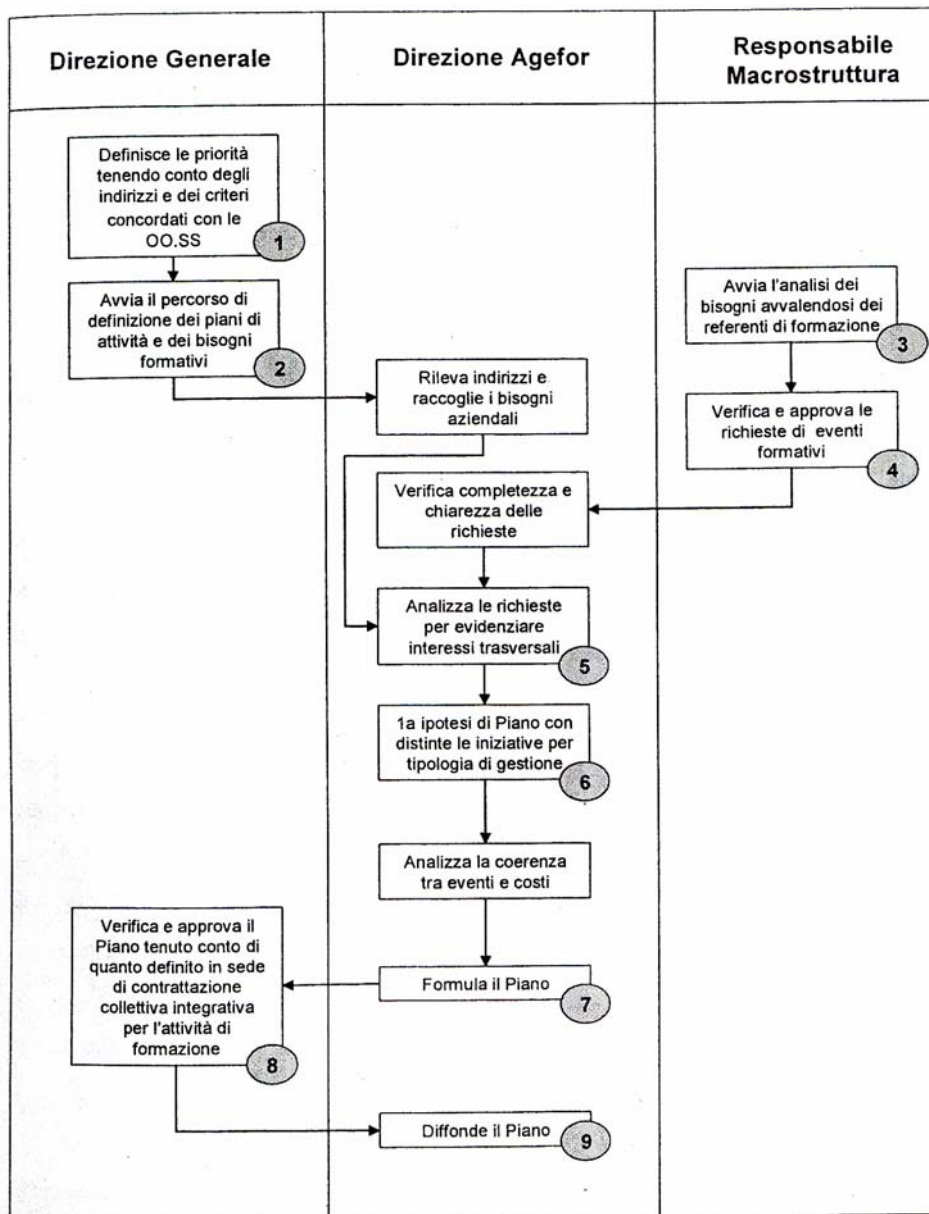 Direzione Generale
Direzione Agefor
Responsabile
Macrostruttura
Definisce le priorità
tenendo conto degli
indirizzi e dei criteri
concordati con le
OO.SS
1
Avvia il percorso di
definizione dei piani di
attività e dei bisogni
formativi
2
Avvia l'analisi dei
bisogni avvalendosi dei
referenti di formazione
3
Rileva indirizzi e
raccoglie i bisogni
aziendali
Verifica e approva le
richieste di eventi
formativi
4
Verifica completezza e
chiarezza delle
richieste
Analizza le richieste
per evidenziare
interessi trasversali
5
1a ipotesi di Piano con
distinte le iniziative per
tipologia di gestione
6
Analizza la coerenza
tra eventi e costi
Formula il Piano
7
Verifica e approva il
Piano tenuto conto di
quanto definito in sede
di contrattazione
collettiva integrativa
per l'attività di
formazione
8
Diffonde il Piano
9